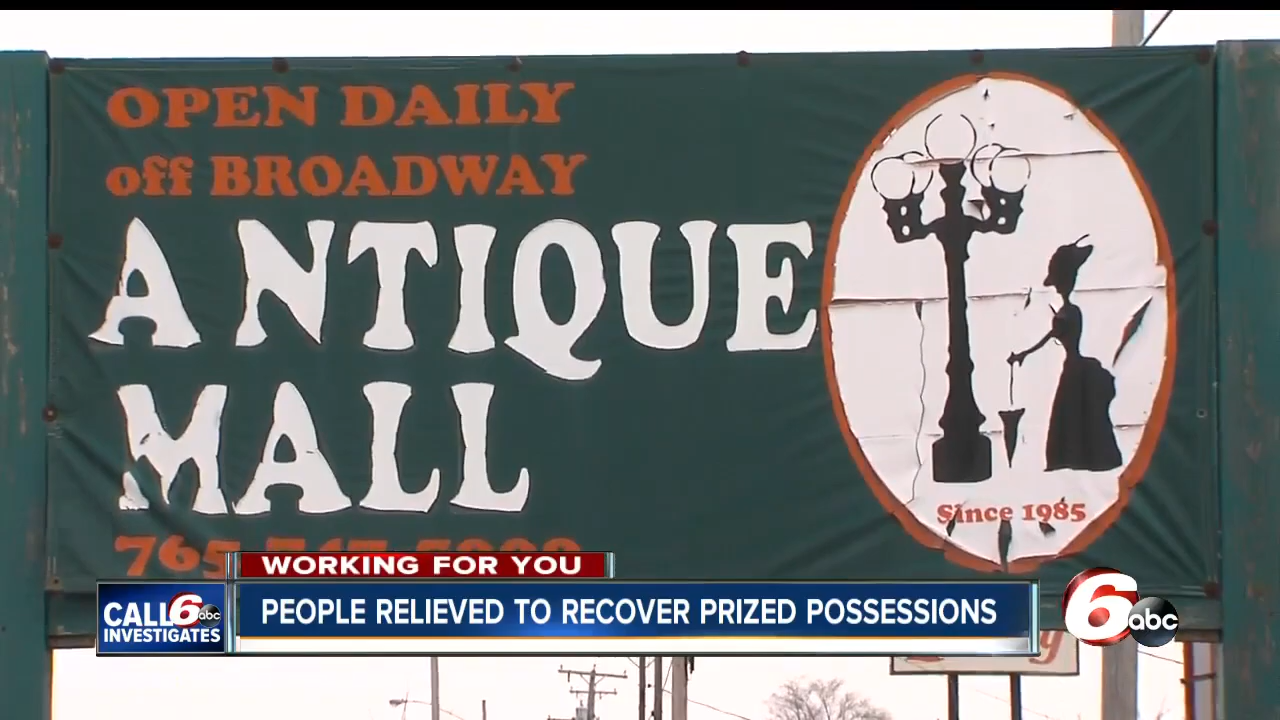 OPEN DAILY
off BROADWAY
ANTIQUE
MALL
Since 1985
WORKING FOR YOU
CALL 6 abc
INVESTIGATES
PEOPLE RELIEVED TO RECOVER PRIZED POSSESSIONS
6 abc